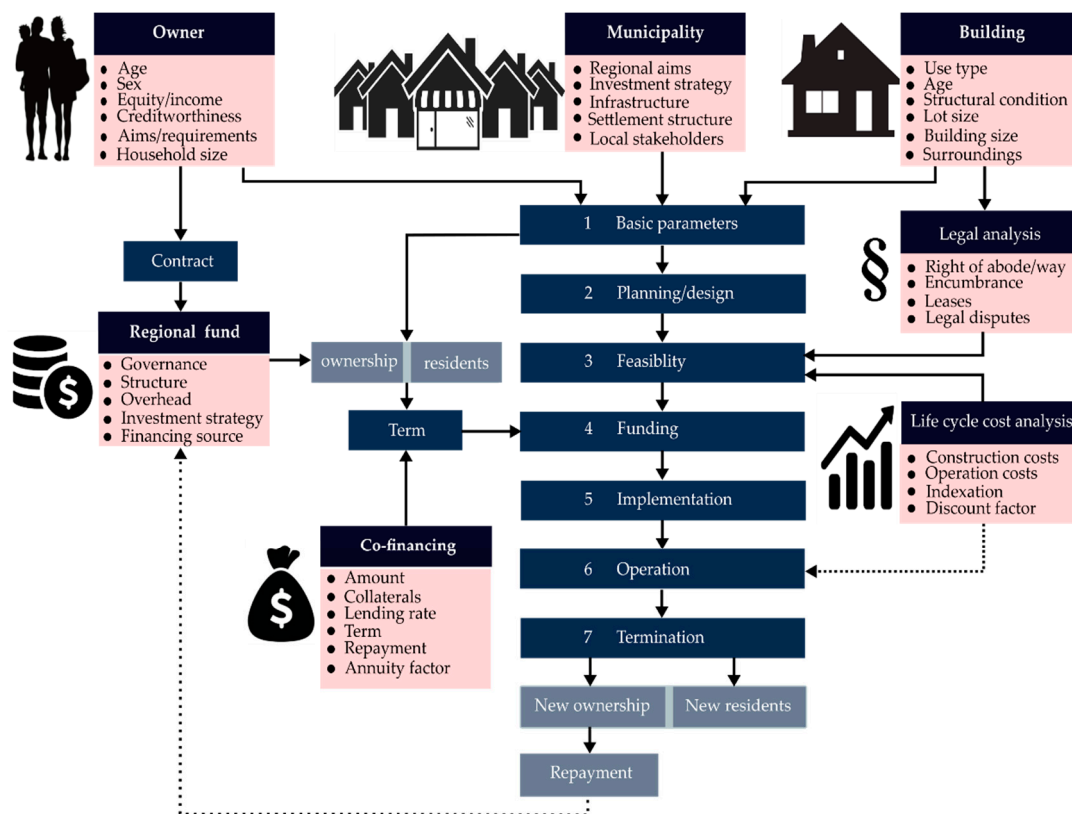 Owner
● Age
● Sex
● Equity/income
● Creditworthiness
● Aims/requirements
● Household size
Municipality
● Regional aims
● Investment strategy
● Infrastructure
● Settlement structure
● Local stakeholders
Building
● Use type
● Age
● Structural condition
● Lot size
● Building size
● Surroundings
1 Basic parameters
Contract
§
Legal analysis
● Right of abode/way
● Encumbrance
● Leases
● Legal disputes
2 Planning/design
$
Regional fund
● Governance
● Structure
● Overhead
● Investment strategy
● Financing source
ownership
residents
3 Feasiblity
Term
4 Funding
Life cycle cost analysis
● Construction costs
● Operation costs
● Indexation
● Discount factor
5 Implementation
$
Co-financing
● Amount
● Collaterals
● Lending rate
● Term
● Repayment
● Annuity factor
6 Operation
7 Termination
New ownership
New residents
Repayment